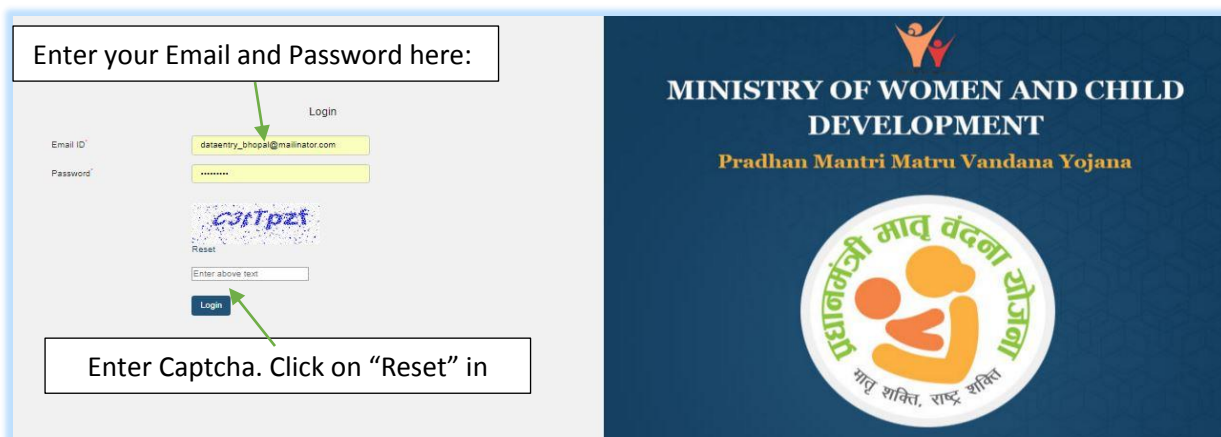 Enter your Email and Password here:
Login
Email ID*
dataentry_bhopal@mailinator.com
Password*
•••••••••
Reset
Enter above text
Login
Enter Captcha. Click on “Reset” in
MINISTRY OF WOMEN AND CHILD
DEVELOPMENT
Pradhan Mantri Matru Vandana Yojana
प्रधानमंत्री मातृ वंदना योजना
मातृ शक्ति, राष्ट्र शक्ति